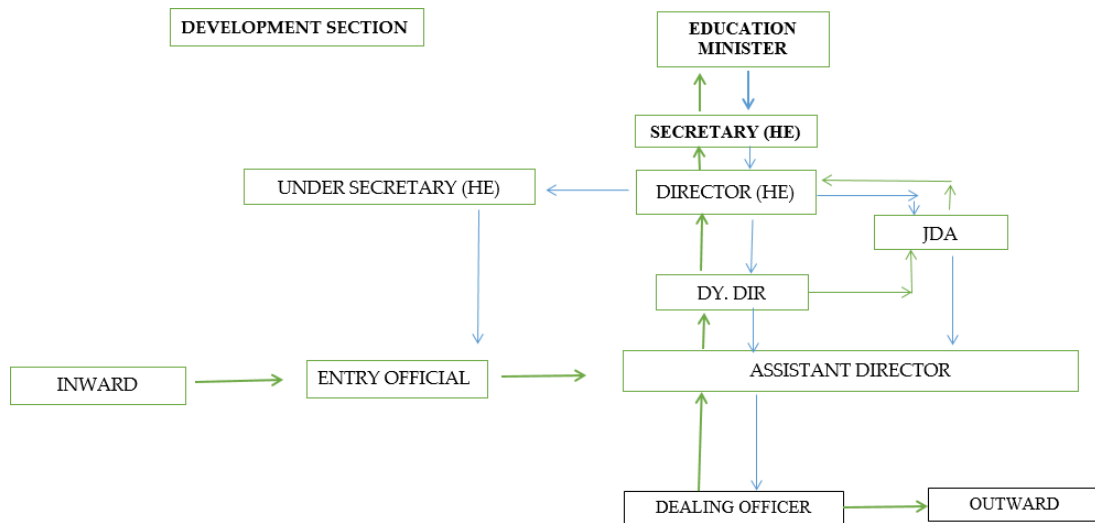 DEVELOPMENT SECTION
EDUCATION
MINISTER
SECRETARY (HE)
UNDER SECRETARY (HE)
DIRECTOR (HE)
JDA
DY. DIR
INWARD
ENTRY OFFICIAL
ASSISTANT DIRECTOR
DEALING OFFICER
OUTWARD